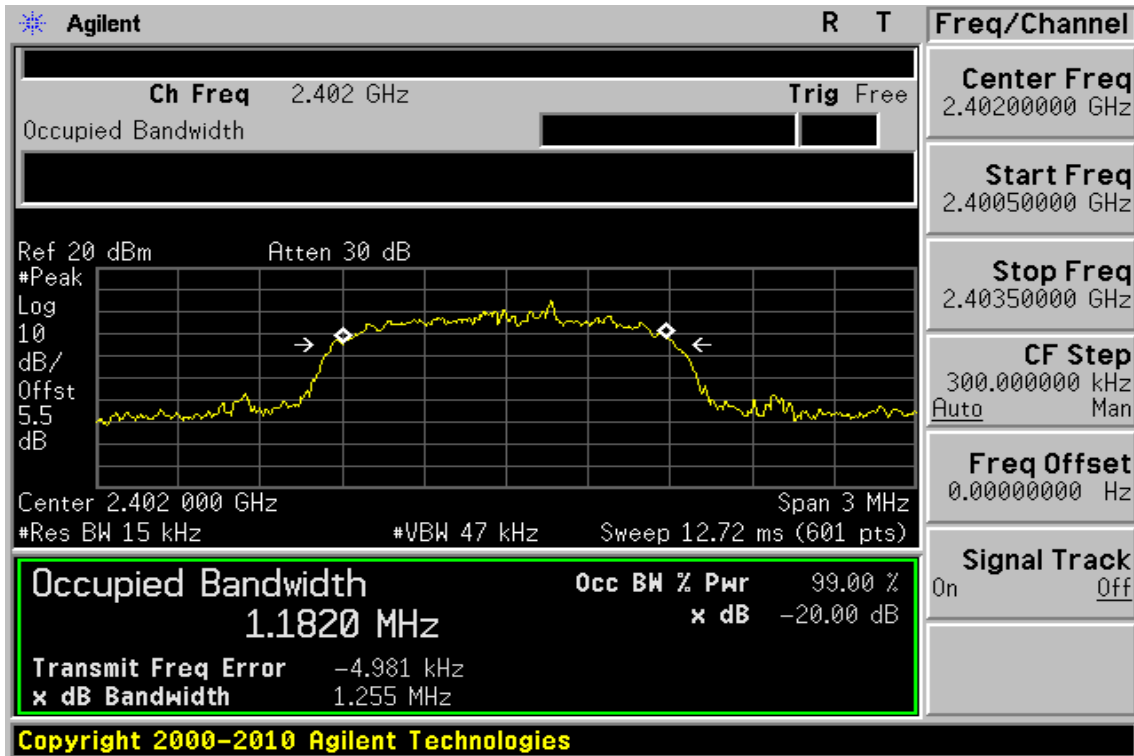 Agilent R T
Freq/Channel
Ch Freq 2.402 GHz Trig Free
Occupied Bandwidth
Center Freq
2.40200000 GHz
Start Freq
2.40050000 GHz
Stop Freq
2.40350000 GHz
CF Step
300.000000 kHz
Auto Man
Freq Offset
0.00000000 Hz
Signal Track
On Off
Ref 20 dBm Atten 30 dB
#Peak
Log
10
dB/
Offst
5.5
dB
Center 2.402 000 GHz Span 3 MHz
#Res BW 15 kHz #VBW 47 kHz Sweep 12.72 ms (601 pts)
Occupied Bandwidth Occ BW % Pwr 99.00 %
1.1820 MHz x dB -20.00 dB
Transmit Freq Error -4.981 kHz
x dB Bandwidth 1.255 MHz
Copyright 2000-2010 Agilent Technologies